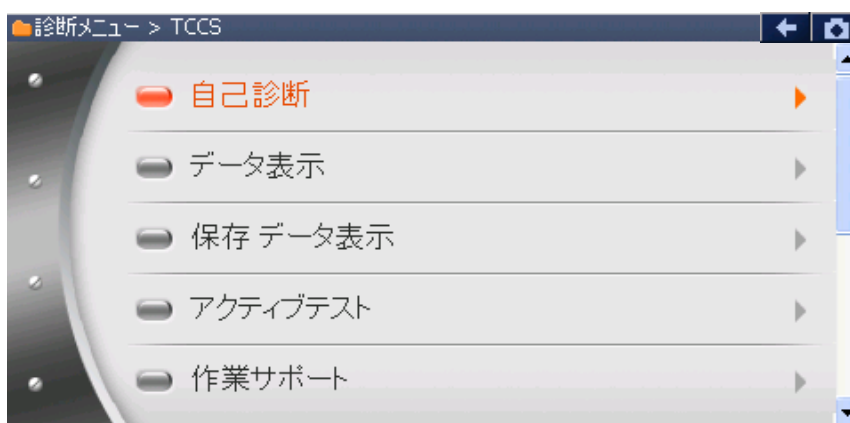 診断メニュー > TCCS
自己診断
データ表示
保存 データ表示
アクティブテスト
作業サポート